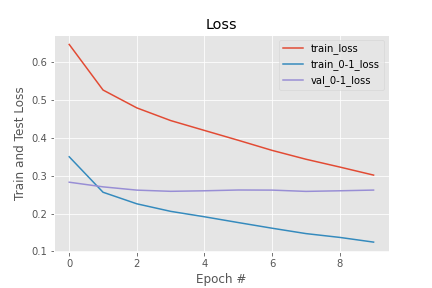 Loss
train_loss
train_0-1_loss
val_0-1_loss
Train and Test Loss
0.6
0.5
0.4
0.3
0.2
0.1
0 2 4 6 8
Epoch #